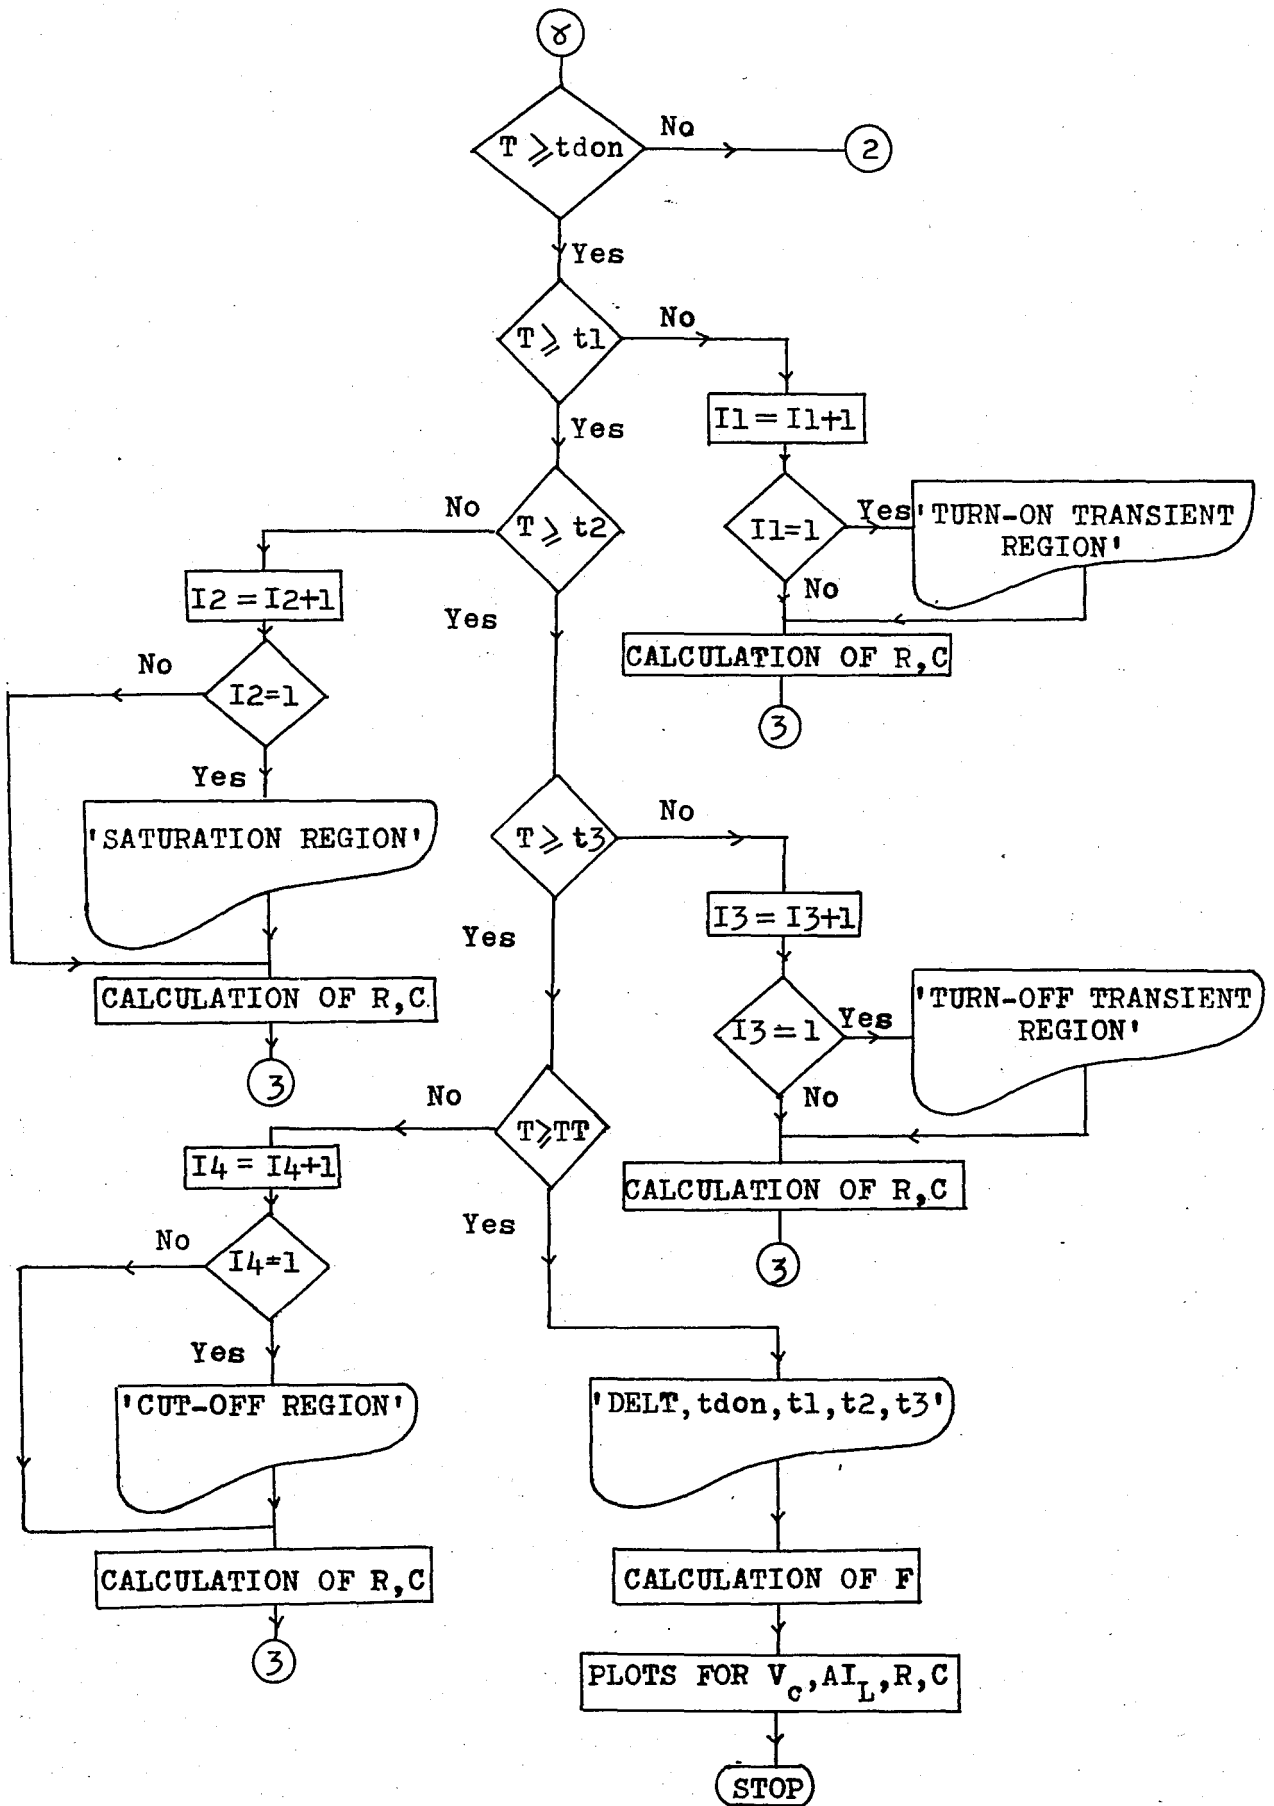 γ
T ⩾ tdon
No
2
Yes
T ⩾ t1
No
I1 = I1+1
Yes
I1=1
Yes
'TURN-ON TRANSIENT
REGION'
No
CALCULATION OF R,C
3
T ⩾ t2
No
I2 = I2+1
No
I2=1
Yes
'SATURATION REGION'
CALCULATION OF R,C
3
Yes
T ⩾ t3
No
I3 = I3+1
I3=1
Yes
'TURN-OFF TRANSIENT
REGION'
No
CALCULATION OF R,C
3
Yes
T⩾TT
No
I4 = I4+1
No
I4=1
Yes
'CUT-OFF REGION'
CALCULATION OF R,C
3
Yes
'DELT,tdon,t1,t2,t3'
CALCULATION OF F
PLOTS FOR Vc,AIL,R,C
STOP